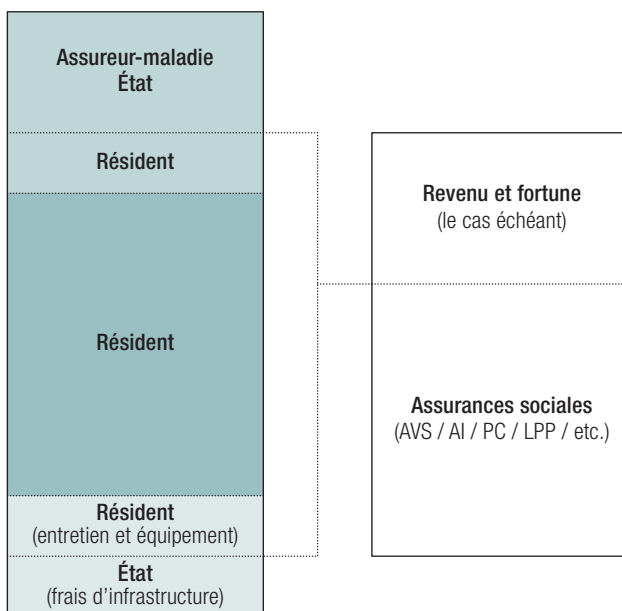 Assureur-maladie
État
Résident
Résident
Résident
(entretien et équipement)
État
(frais d’infrastructure)
Revenu et fortune
(le cas échéant)
Assurances sociales
(AVS / AI / PC / LPP / etc.)